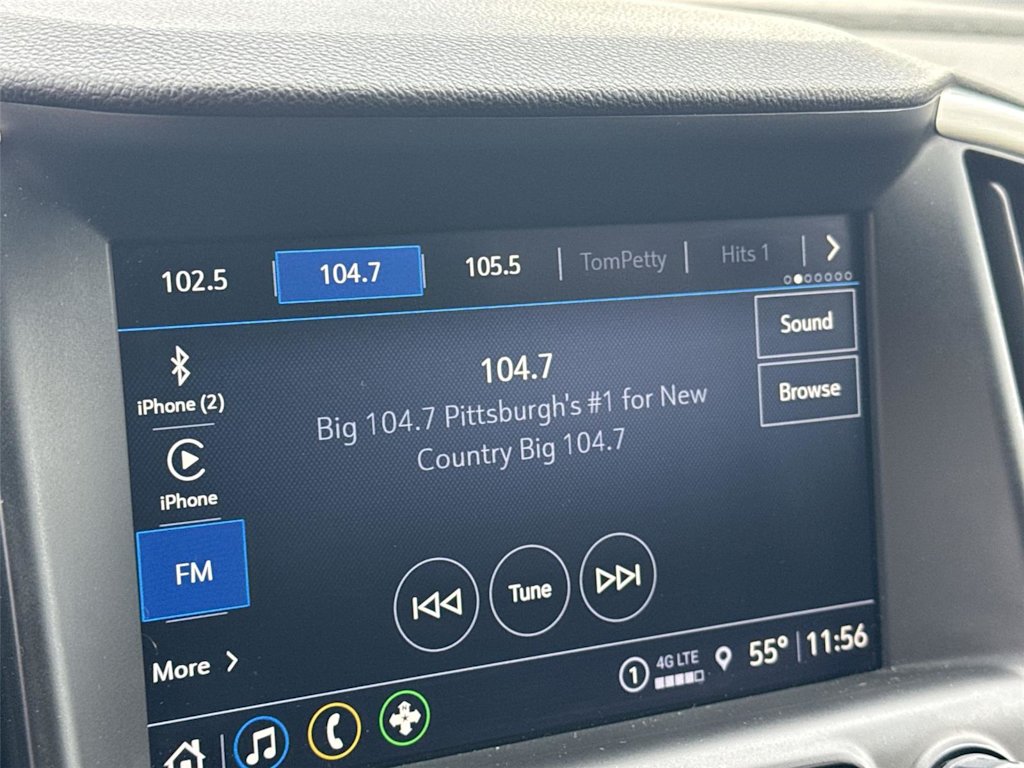 102.5 104.7 105.5 TomPetty Hits 1
Sound
Browse
iPhone (2)
iPhone
FM
More
104.7
Big 104.7 Pittsburgh's #1 for New
Country Big 104.7
Tune
1 4G LTE 55° 11:56